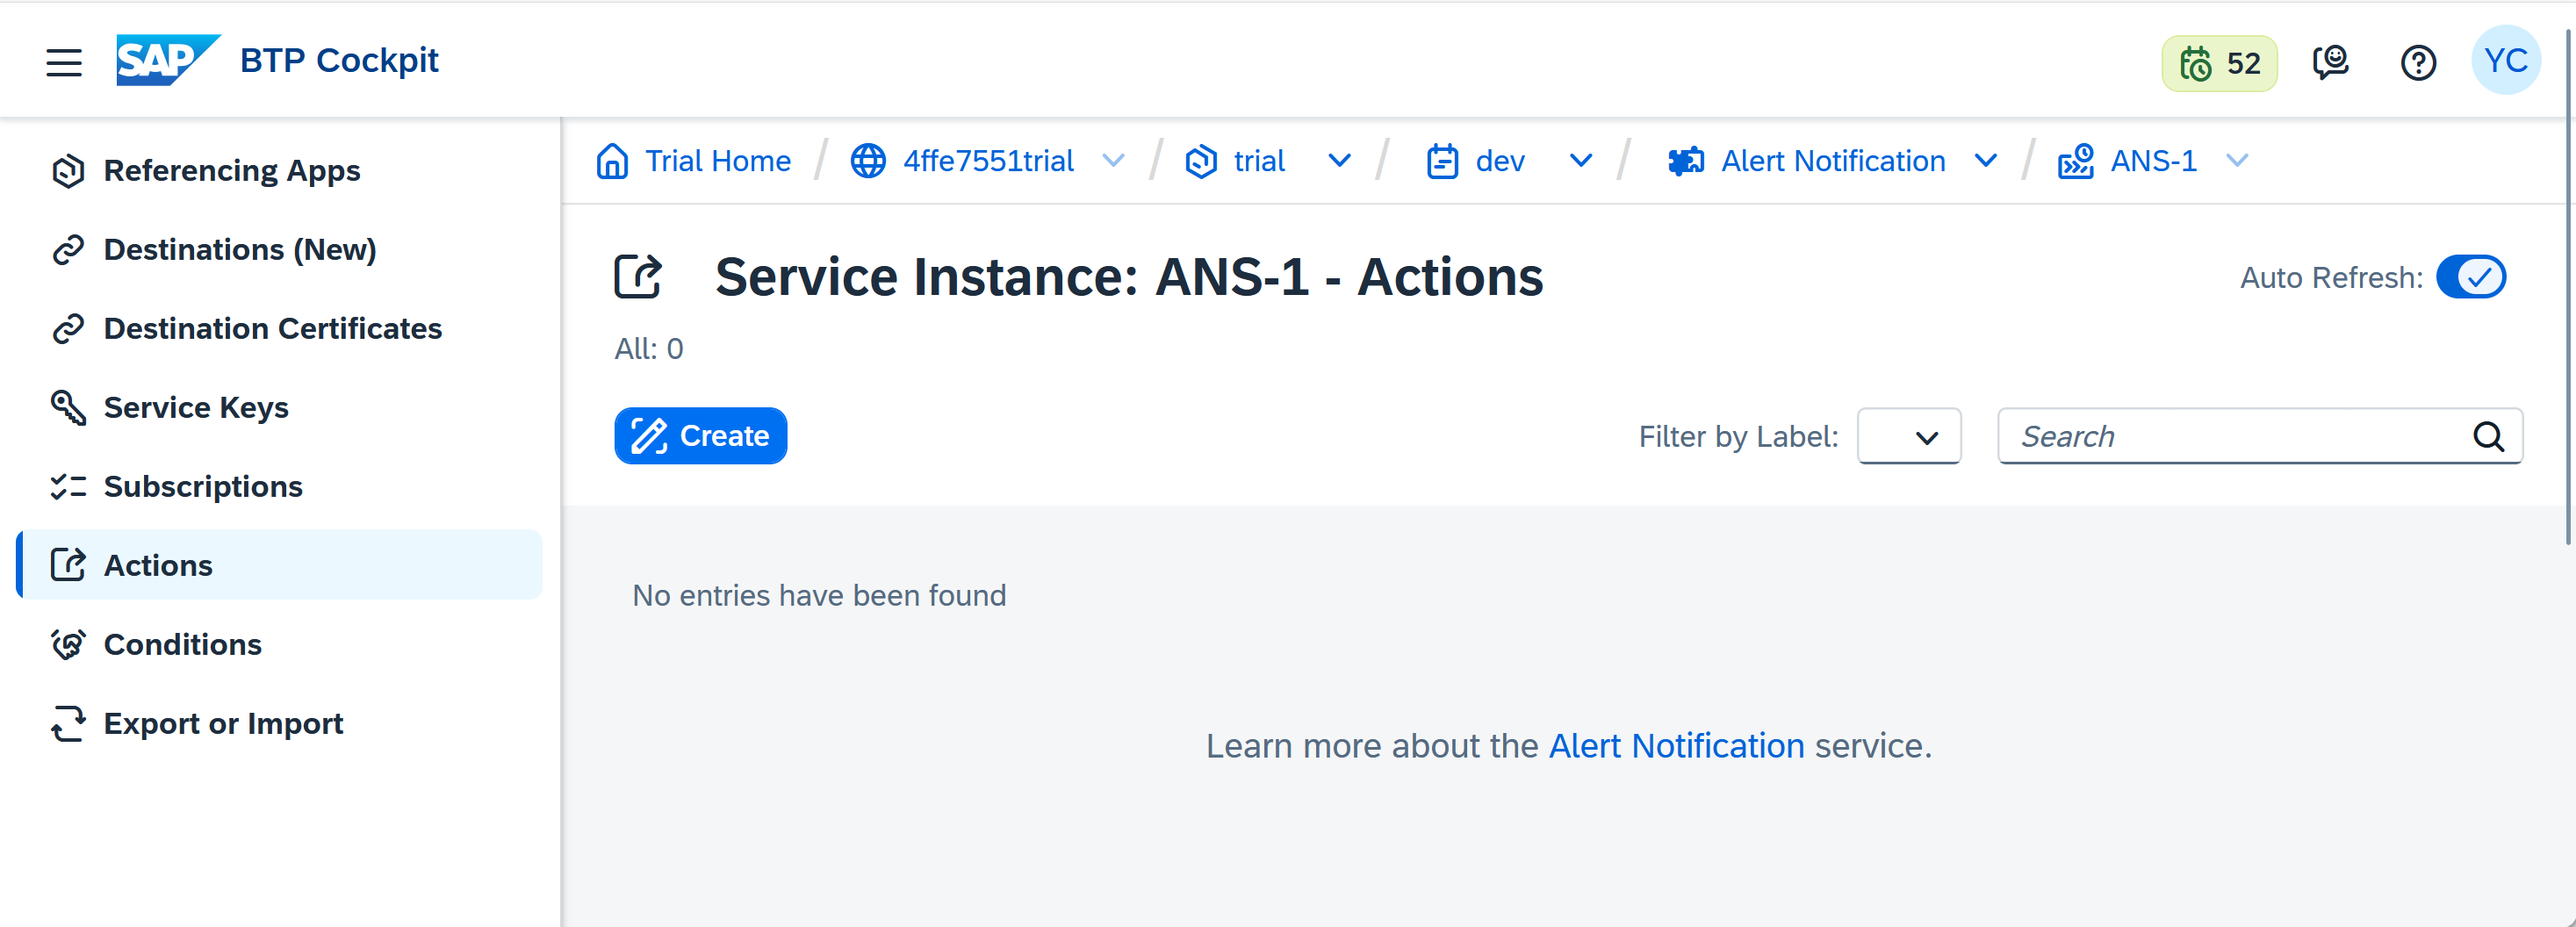 SAP BTP Cockpit 52 YC
Referencing Apps
Destinations (New)
Destination Certificates
Service Keys
Subscriptions
Actions
Conditions
Export or Import
Trial Home / 4ffe7551trial / trial / dev / Alert Notification / ANS-1
Service Instance: ANS-1 - Actions
Auto Refresh:
All: 0
Create
Filter by Label:
Search
No entries have been found
Learn more about the Alert Notification service.